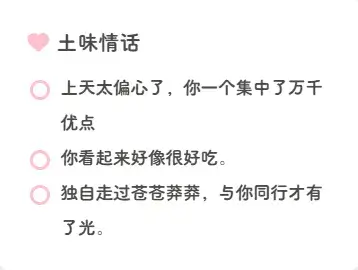 土味情话
上天太偏心了，你一个集中了万千
优点
你看起来好像很好吃。
独自走过苍苍莽莽，与你同行才有
了光。